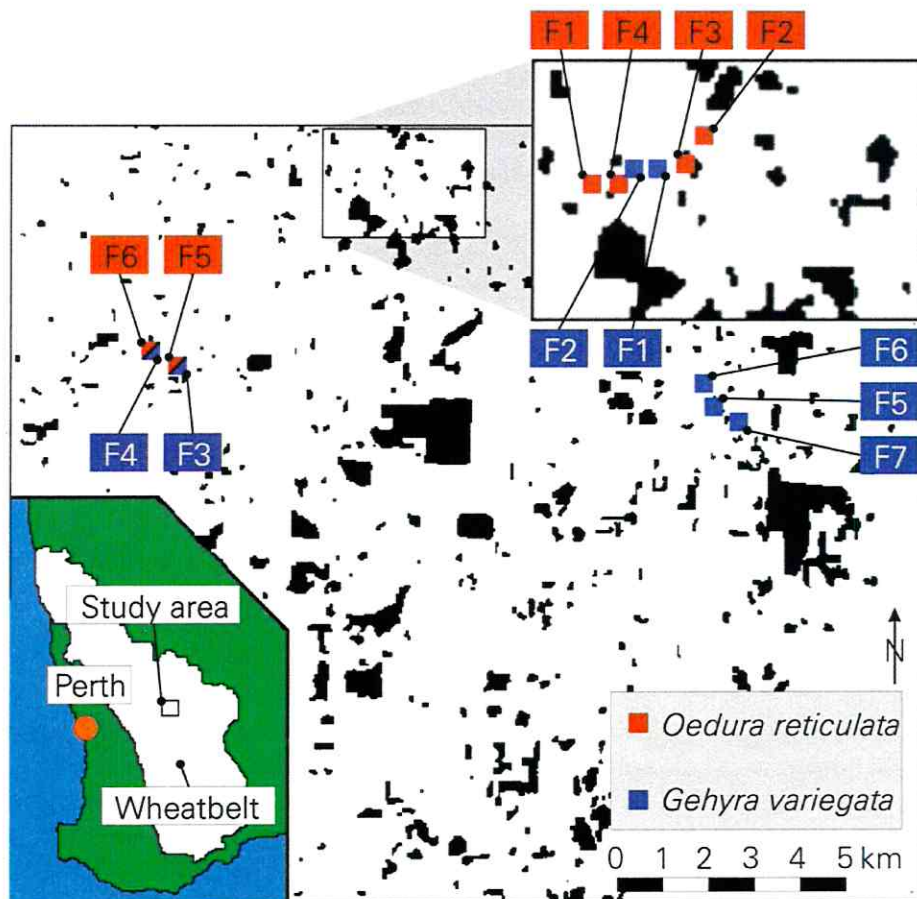 F1 F4 F3 F2
F6 F5
F2 F1
F6
F5
F7
F4 F3
Study area
Perth
Wheatbelt
N
Oedura reticulata
Gehyra variegata
0 1 2 3 4 5 km